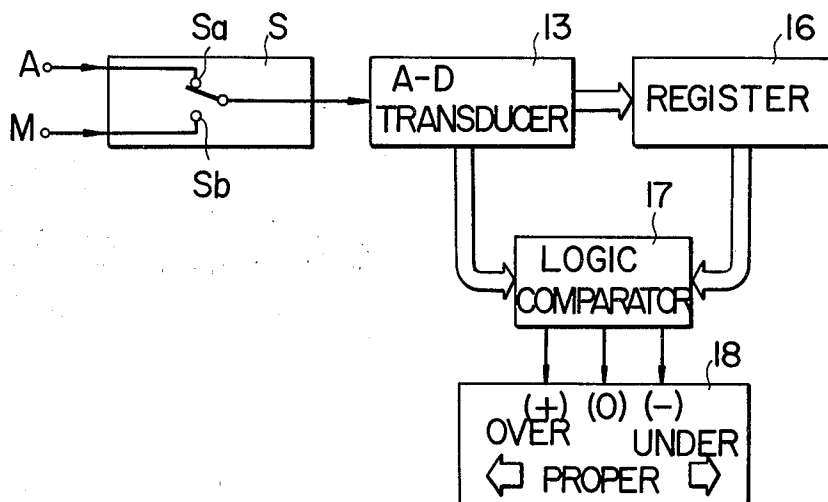 Sa
S
13
16
A
A-D
TRANSDUCER
REGISTER
M
Sb
17
LOGIC
COMPARATOR
18
(+) (0) (-)
OVER
UNDER
PROPER